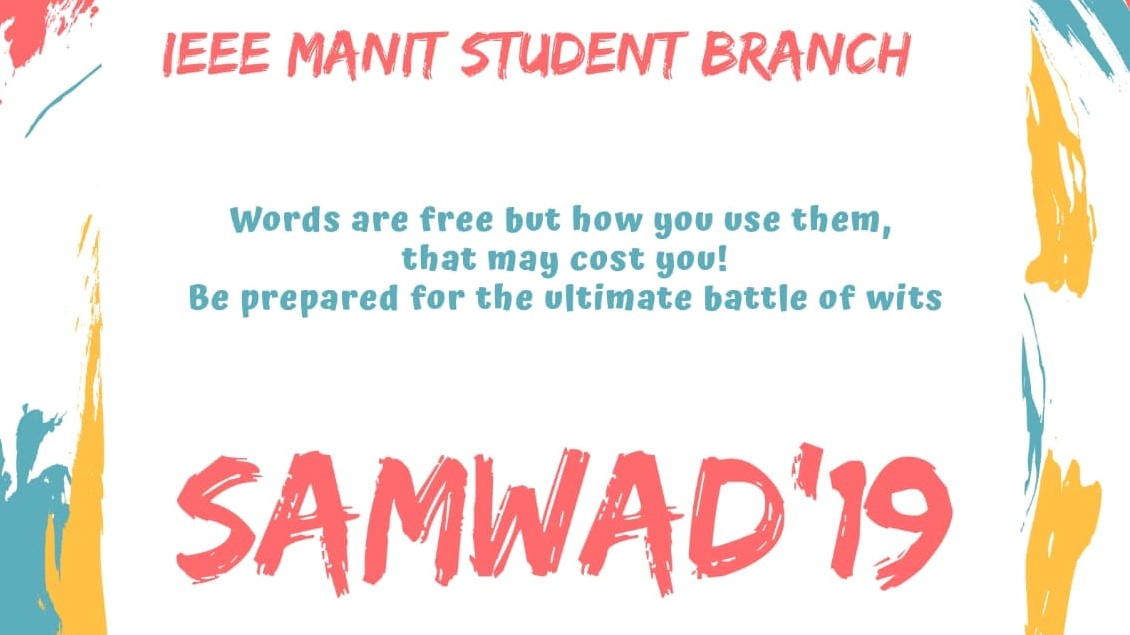 IEEE MANIT STUDENT BRANCH
Words are free but how you use them,
that may cost you!
Be prepared for the ultimate battle of wits
SAMWAD'19